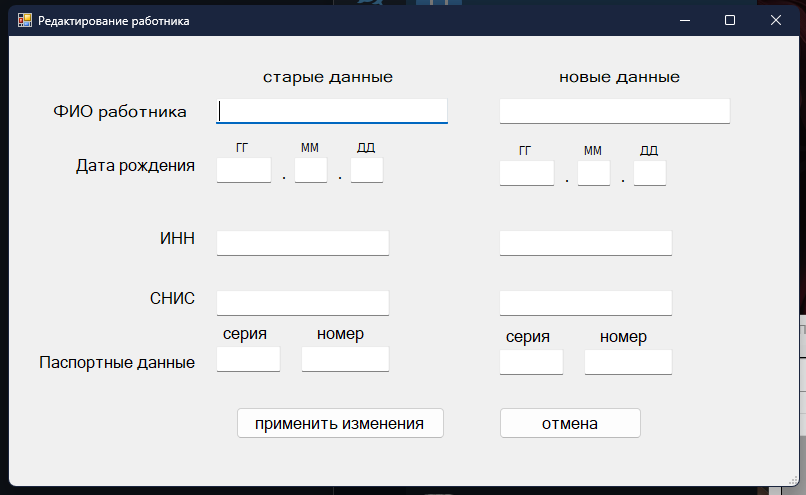 Редактирование работника
старые данные новые данные
ФИО работника
ГГ ММ ДД ГГ ММ ДД
Дата рождения . . . .
ИНН
СНИС
серия номер серия номер
Паспортные данные
применить изменения отмена